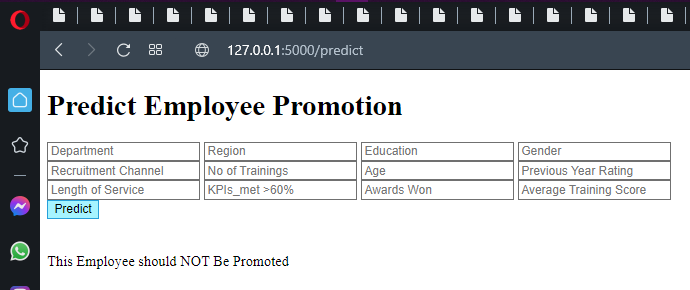 127.0.0.1:5000/predict
Predict Employee Promotion
Department Region Education Gender
Recruitment Channel No of Trainings Age Previous Year Rating
Length of Service KPIs_met >60% Awards Won Average Training Score
Predict
This Employee should NOT Be Promoted